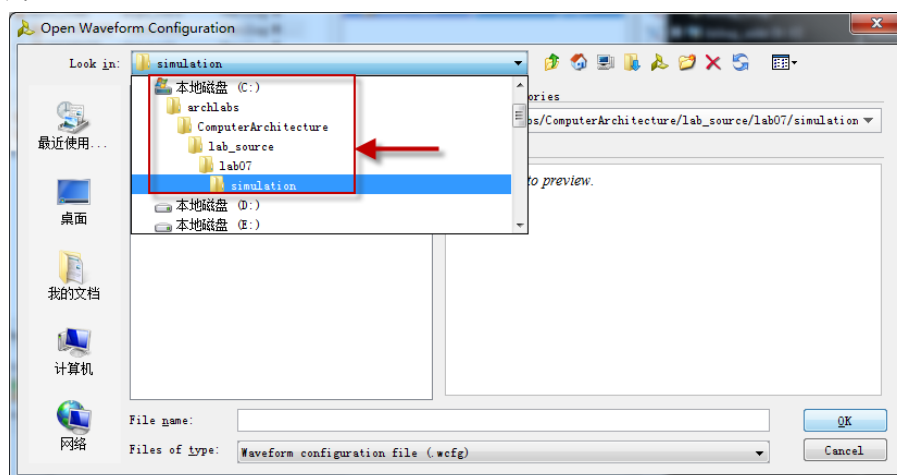 Open Waveform Configuration
Look in:
simulation
本地磁盘 (C:)
archlabs
ComputerArchitecture
lab_source
lab07
simulation
本地磁盘 (D:)
本地磁盘 (E:)
/ComputerArchitecture/lab_source/lab07/simulation
to preview.
最近使用...
桌面
我的文档
计算机
网络
File name:
OK
Files of type:
Waveform configuration file (.wcfg)
Cancel